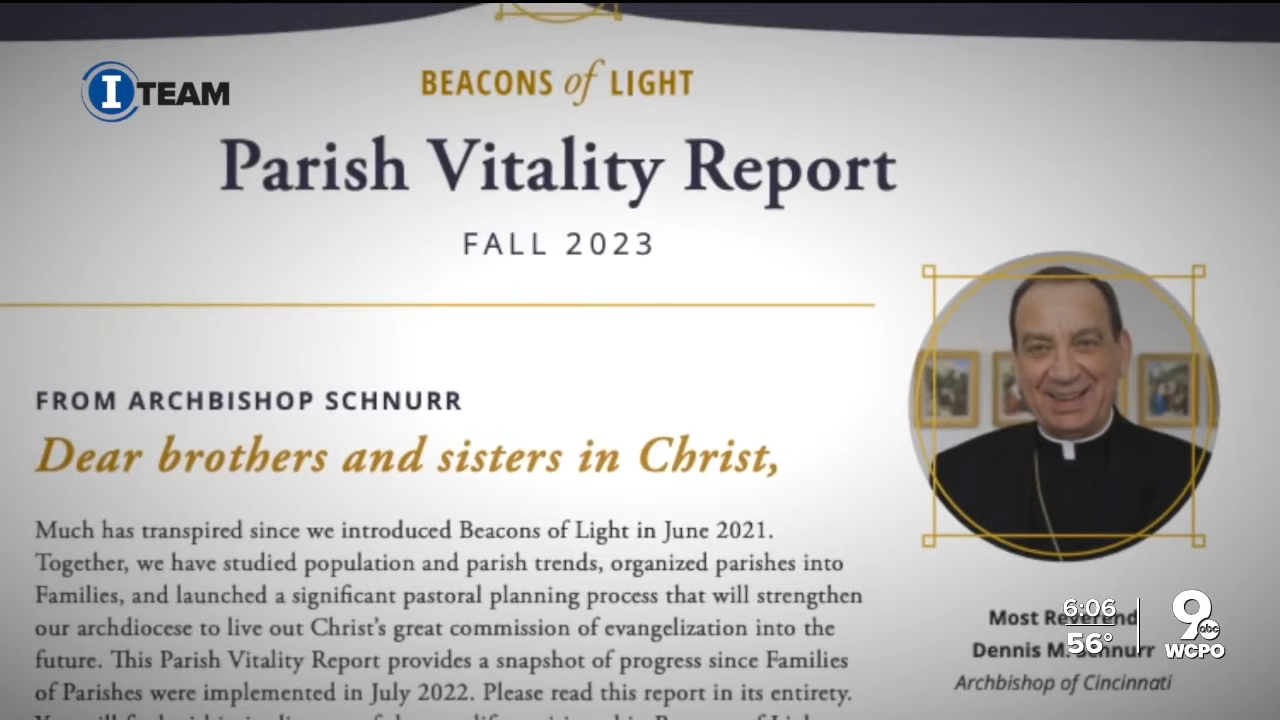 I TEAM
BEACONS of LIGHT
Parish Vitality Report
FALL 2023
FROM ARCHBISHOP SCHNURR
Dear brothers and sisters in Christ,
Much has transpired since we introduced Beacons of Light in June 2021.
Together, we have studied population and parish trends, organized parishes into
Families, and launched a significant pastoral planning process that will strengthen
our archdiocese to live out Christ's great commission of evangelization into the
future. This Parish Vitality Report provides a snapshot of progress since Families
of Parishes were implemented in July 2022. Please read this report in its entirety.
Most Reverend
Dennis M. Schnurr
Archbishop of Cincinnati
6:06
56°
9
abc
WCPO